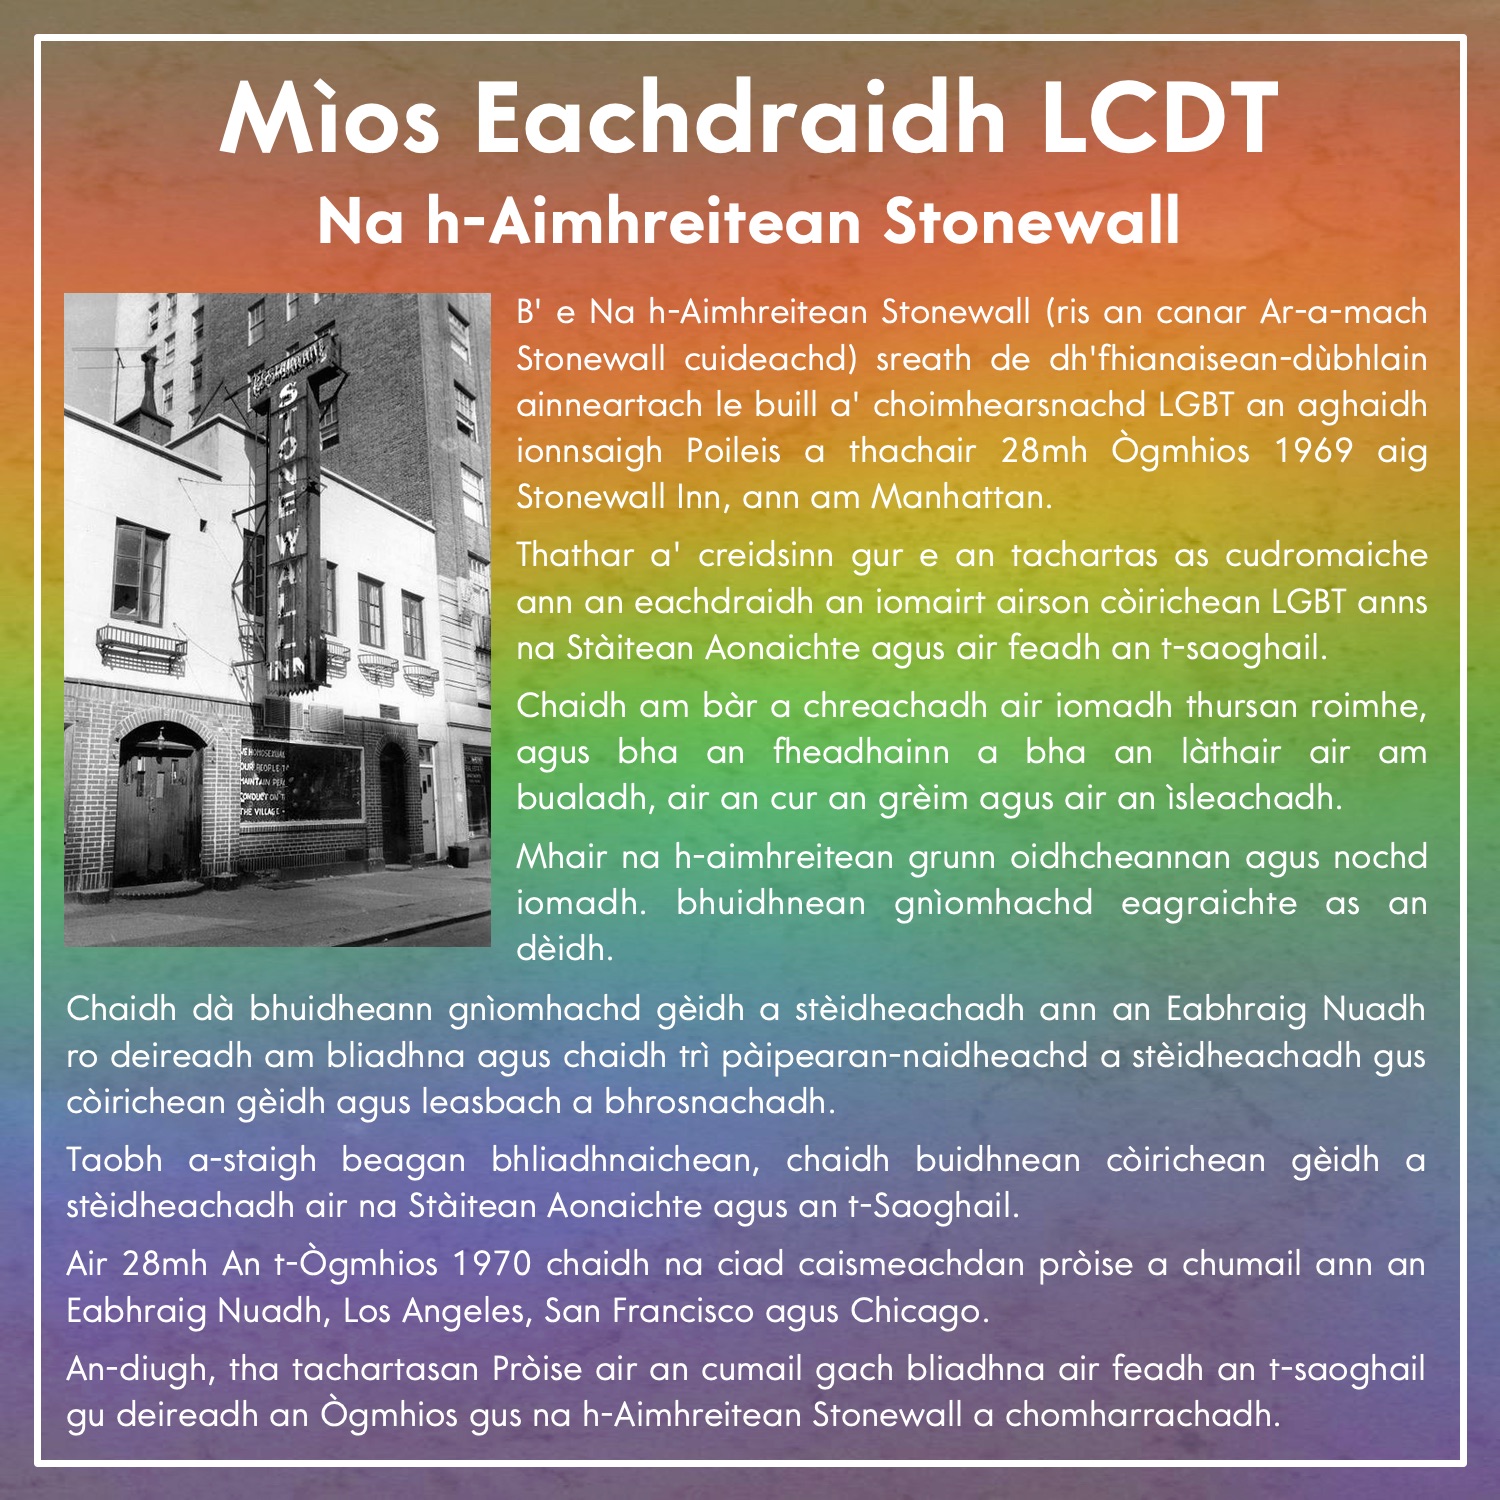 Mìos Eachdraidh LCDT
Na h-Aimhreitean Stonewall
STONEWALL
INN
VE HOMOSEXUAL
OUR PEOPLE T
MAINTAIN PEAC
CONDUCT ON T
THE VILLAGE -
B' e Na h-Aimhreitean Stonewall (ris an canar Ar-a-mach
Stonewall cuideachd) sreath de dh'fhianaisean-dùbhlain
ainneartach le buill a' choimhearsnachd LGBT an aghaidh
ionnsaigh Poileis a thachair 28mh Ògmhios 1969 aig
Stonewall Inn, ann am Manhattan.
Thathar a' creidsinn gur e an tachartas as cudromaiche
ann an eachdraidh an iomairt airson còirichean LGBT anns
na Stàitean Aonaichte agus air feadh an t-saoghail.
Chaidh am bàr a chreachadh air iomadh thursan roimhe,
agus bha an fheadhainn a bha an làthair air am
bualadh, air an cur an grèim agus air an ìsleachadh.
Mhair na h-aimhreitean grunn oidhcheannan agus nochd
iomadh. bhuidhnean gnìomhachd eagraichte as an
dèidh.
Chaidh dà bhuidheann gnìomhachd gèidh a stèidheachadh ann an Eabhraig Nuadh
ro deireadh am bliadhna agus chaidh trì pàipearan-naidheachd a stèidheachadh gus
còirichean gèidh agus leasbach a bhrosnachadh.
Taobh a-staigh beagan bhliadhnaichean, chaidh buidhnean còirichean gèidh a
stèidheachadh air na Stàitean Aonaichte agus an t-Saoghail.
Air 28mh An t-Ògmhios 1970 chaidh na ciad caismeachdan pròise a chumail ann an
Eabhraig Nuadh, Los Angeles, San Francisco agus Chicago.
An-diugh, tha tachartasan Pròise air an cumail gach bliadhna air feadh an t-saoghail
gu deireadh an Ògmhios gus na h-Aimhreitean Stonewall a chomharrachadh.